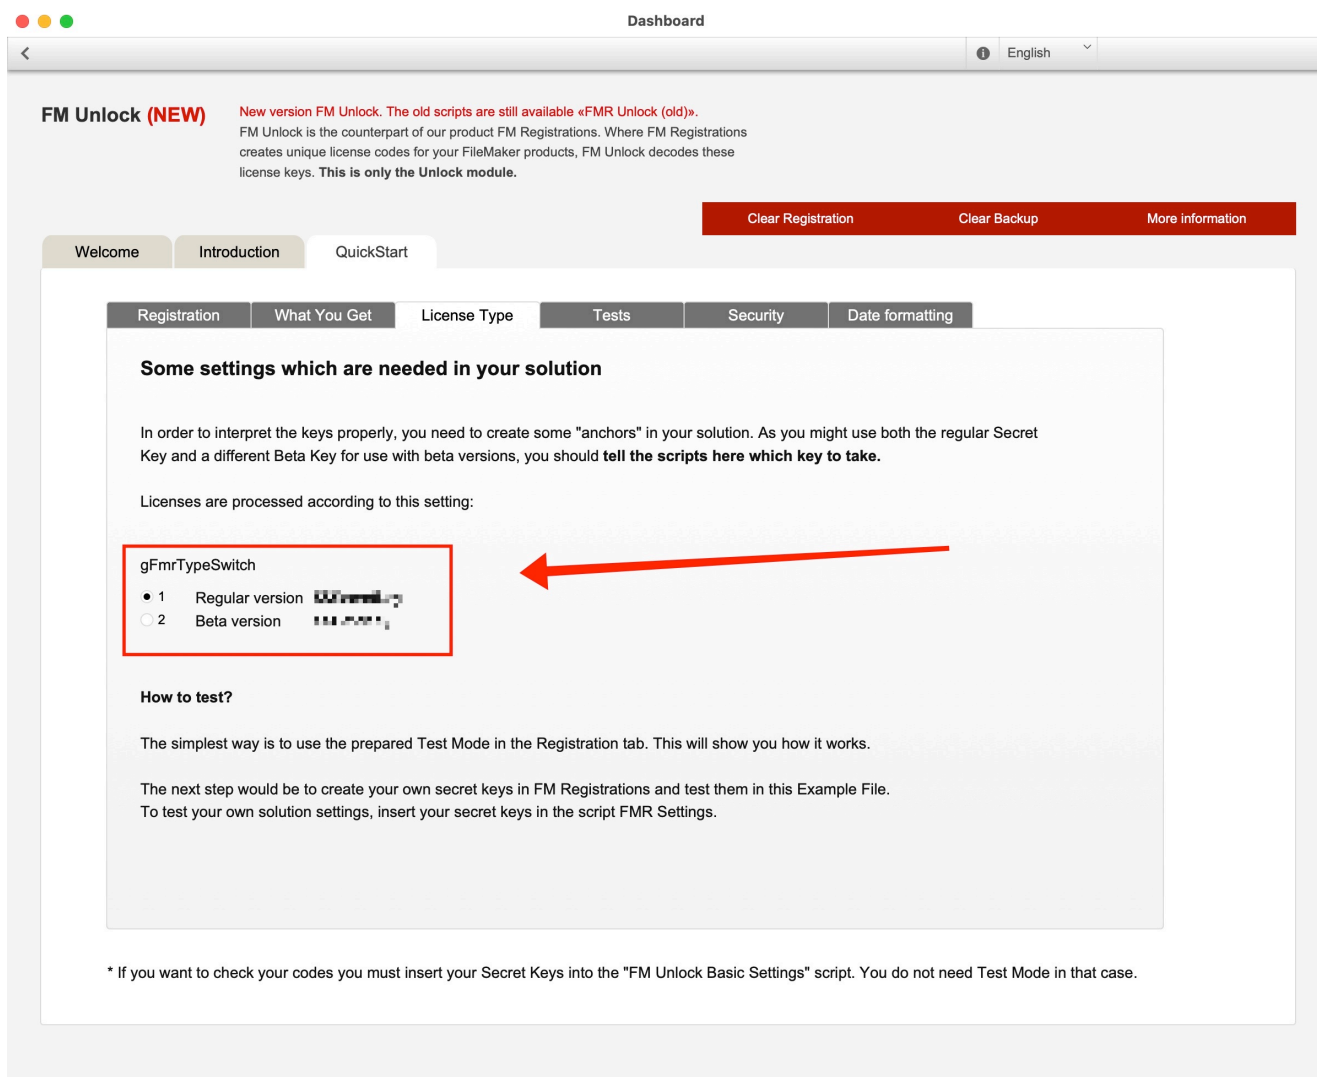 Dashboard
English
FM Unlock (NEW)
New version FM Unlock. The old scripts are still available «FMR Unlock (old)».
FM Unlock is the counterpart of our product FM Registrations. Where FM Registrations
creates unique license codes for your FileMaker products, FM Unlock decodes these
license keys. This is only the Unlock module.
Clear Registration
Clear Backup
More information
Welcome
Introduction
QuickStart
Registration
What You Get
License Type
Tests
Security
Date formatting
Some settings which are needed in your solution
In order to interpret the keys properly, you need to create some "anchors" in your solution. As you might use both the regular Secret
Key and a different Beta Key for use with beta versions, you should tell the scripts here which key to take.
Licenses are processed according to this setting:
gFmrTypeSwitch
1 Regular version
2 Beta version
How to test?
The simplest way is to use the prepared Test Mode in the Registration tab. This will show you how it works.
The next step would be to create your own secret keys in FM Registrations and test them in this Example File.
To test your own solution settings, insert your secret keys in the script FMR Settings.
* If you want to check your codes you must insert your Secret Keys into the "FM Unlock Basic Settings" script. You do not need Test Mode in that case.